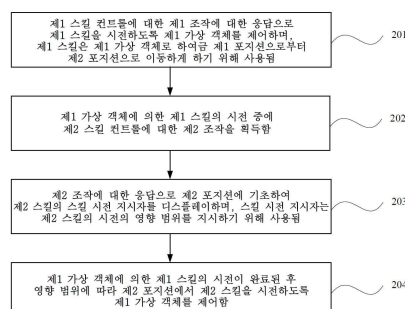 제1 스킬 컨트롤에 대한 제1 조작에 대한 응답으로
제1 스킬을 시전하도록 제1 가상 객체를 제어하며,
제1 스킬은 제1 가상 객체로 하여금 제1 포지션으로부터
제2 포지션으로 이동하게 하기 위해 사용됨
201
제1 가상 객체에 의한 제1 스킬의 시전 중에
제2 스킬 컨트롤에 대한 제2 조작을 획득함
202
제2 조작에 대한 응답으로 제2 포지션에 기초하여
제2 스킬의 스킬 시전 지시자를 디스플레이하며, 스킬 시전 지시자는
제2 스킬의 시전의 영향 범위를 지시하기 위해 사용됨
203
제1 가상 객체에 의한 제1 스킬의 시전이 완료된 후
영향 범위에 따라 제2 포지션에서 제2 스킬을 시전하도록
제1 가상 객체를 제어함
204